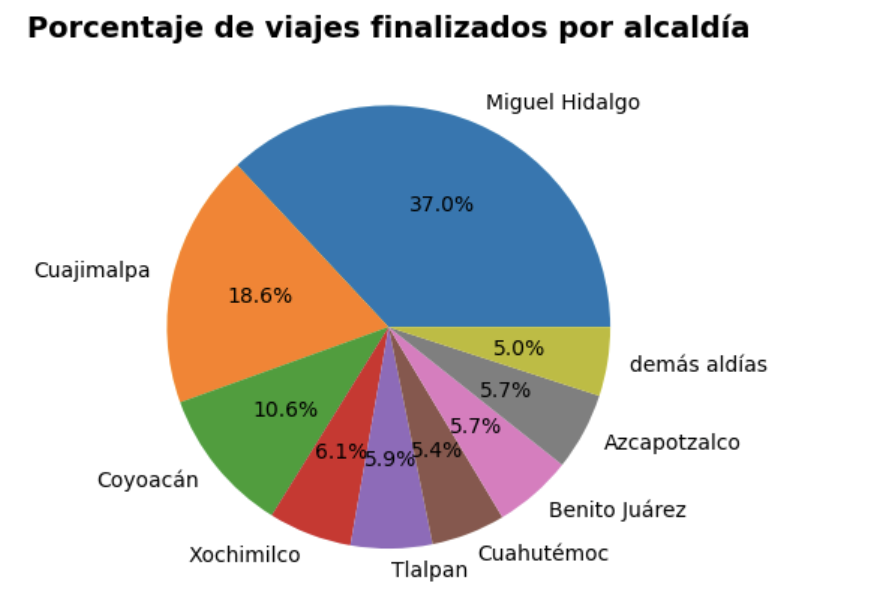 Porcentaje de viajes finalizados por alcaldía
Miguel Hidalgo
37.0%
Cuajimalpa
18.6%
5.0%
demás aldías
5.7%
10.6%
5.7%
Azcapotzalco
6.1%
5.9%
5.4%
Coyoacán
Benito Juárez
Xochimilco
Cuahutémoc
Tlalpan